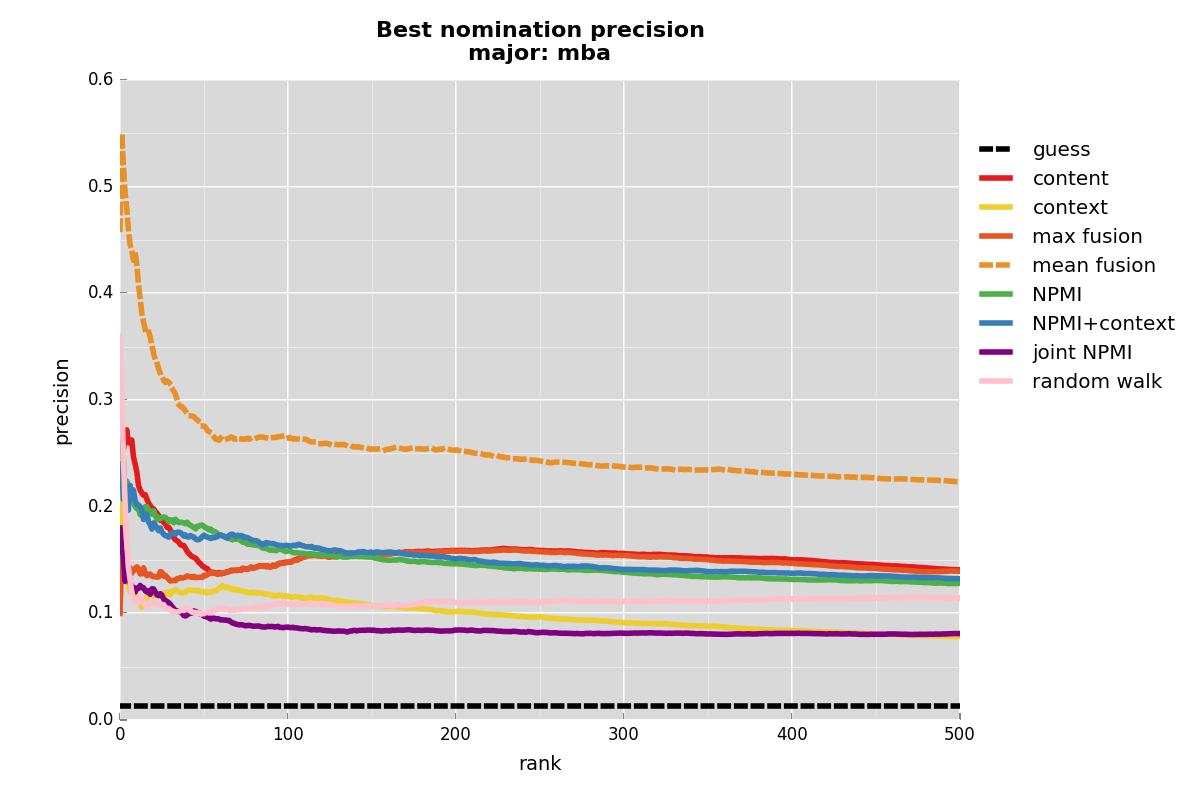 Best nomination precision
major: mba
precision
0.6
0.5
0.4
0.3
0.2
0.1
0.0
0
100
200
300
400
500
rank
guess
content
context
max fusion
mean fusion
NPMI
NPMI+context
joint NPMI
random walk